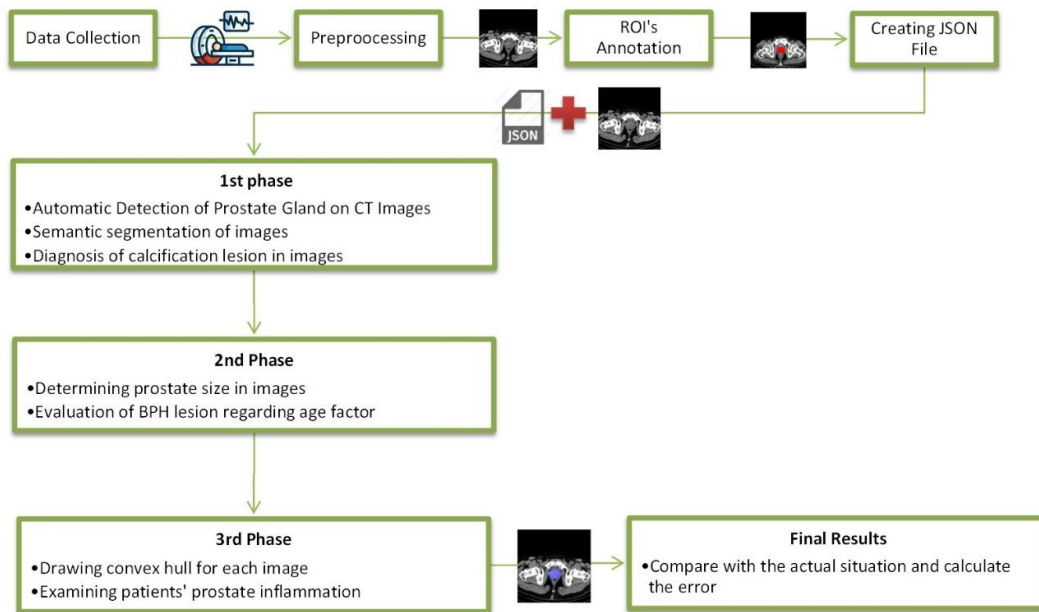 Data Collection
Preproocessing
ROI's
Annotation
Creating JSON
File
JSON
1st phase
•Automatic Detection of Prostate Gland on CT Images
•Semantic segmentation of images
•Diagnosis of calcification lesion in images
2nd Phase
•Determining prostate size in images
•Evaluation of BPH lesion regarding age factor
3rd Phase
•Drawing convex hull for each image
•Examining patients' prostate inflammation
Final Results
•Compare with the actual situation and calculate
the error